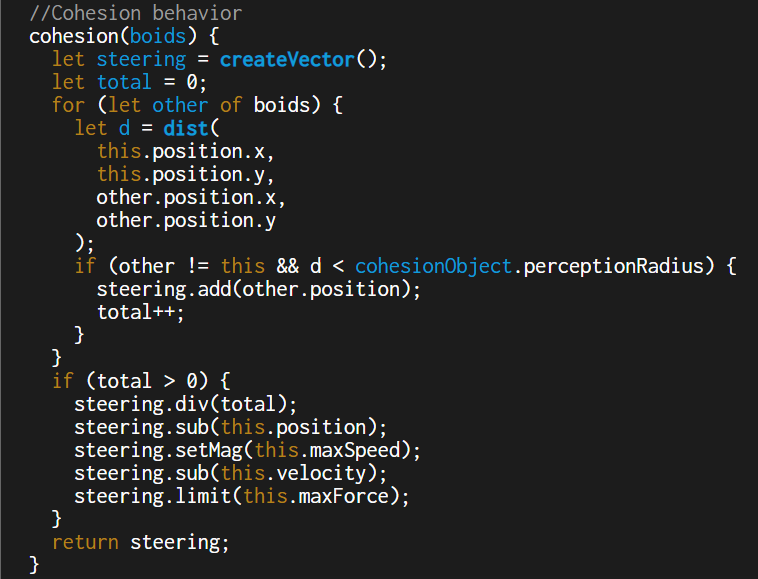 //Cohesion behavior
cohesion(boids) {
  let steering = createVector();
  let total = 0;
  for (let other of boids) {
    let d = dist(
      this.position.x,
      this.position.y,
      other.position.x,
      other.position.y
    );
    if (other != this && d < cohesionObject.perceptionRadius) {
      steering.add(other.position);
      total++;
    }
  }
  if (total > 0) {
    steering.div(total);
    steering.sub(this.position);
    steering.setMag(this.maxSpeed);
    steering.sub(this.velocity);
    steering.limit(this.maxForce);
  }
  return steering;
}